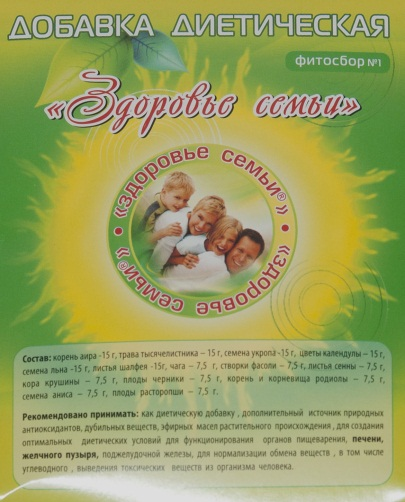 ДОБАВКА ДИЕТИЧЕСКАЯ
ФИТОСБОР №1
«Здоровье семьи»
«здоровье семьи®» • «здоровье семьи®» •
Состав: корень аира -15 г, трава тысячелистника – 15 г, семена укропа -15 г, цветы календулы – 15 г,
семена льна -15 г, листья шалфея -15г, чага – 7,5 г, створки фасоли – 7,5-г, листья сенны – 7,5 г,
кора крушины – 7,5 г, плоды черники – 7,5 г, корень и корневища родиолы – 7,5 г,
семена аниса – 7,5 г, плоды расторопши – 7,5 г.
Рекомендовано принимать: как диетическую добавку , дополнительный источник природных
антиоксидантов, дубильных веществ, эфирных масел растительного происхождения , для создания
оптимальных диетических условий для функционирования органов пищеварения, печени,
желчного пузыря, поджелудочной железы, для нормализации обмена веществ , в том числе
углеводного , выведения токсических веществ из организма человека.